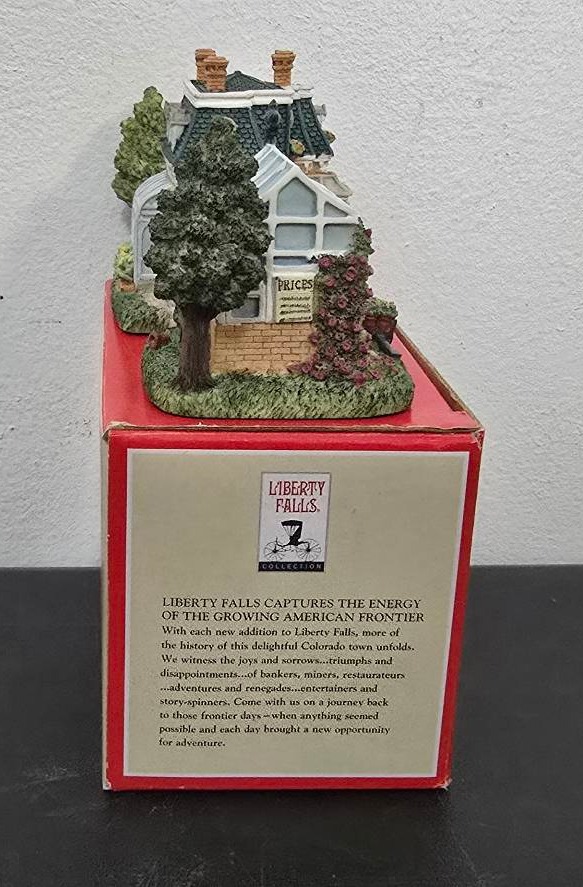 PRICES
LIBERTY
FALLS®
COLLECTION
LIBERTY FALLS CAPTURES THE ENERGY
OF THE GROWING AMERICAN FRONTIER
With each new addition to Liberty Falls, more of
the history of this delightful Colorado town unfolds.
We witness the joys and sorrows...triumphs and
disappointments...of bankers, miners, restaurateurs
...adventures and renegades...entertainers and
story-spinners. Come with us on a journey back
to those frontier days – when anything seemed
possible and each day brought a new opportunity
for adventure.